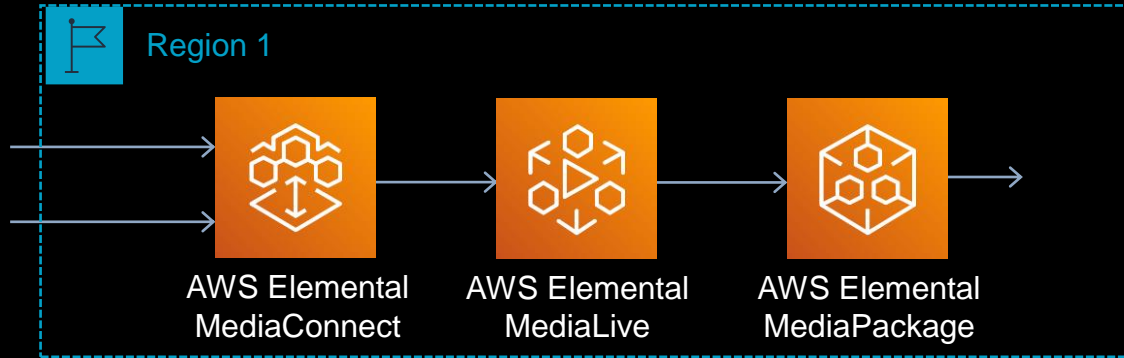 Region 1
AWS Elemental
MediaConnect
AWS Elemental
MediaLive
AWS Elemental
MediaPackage